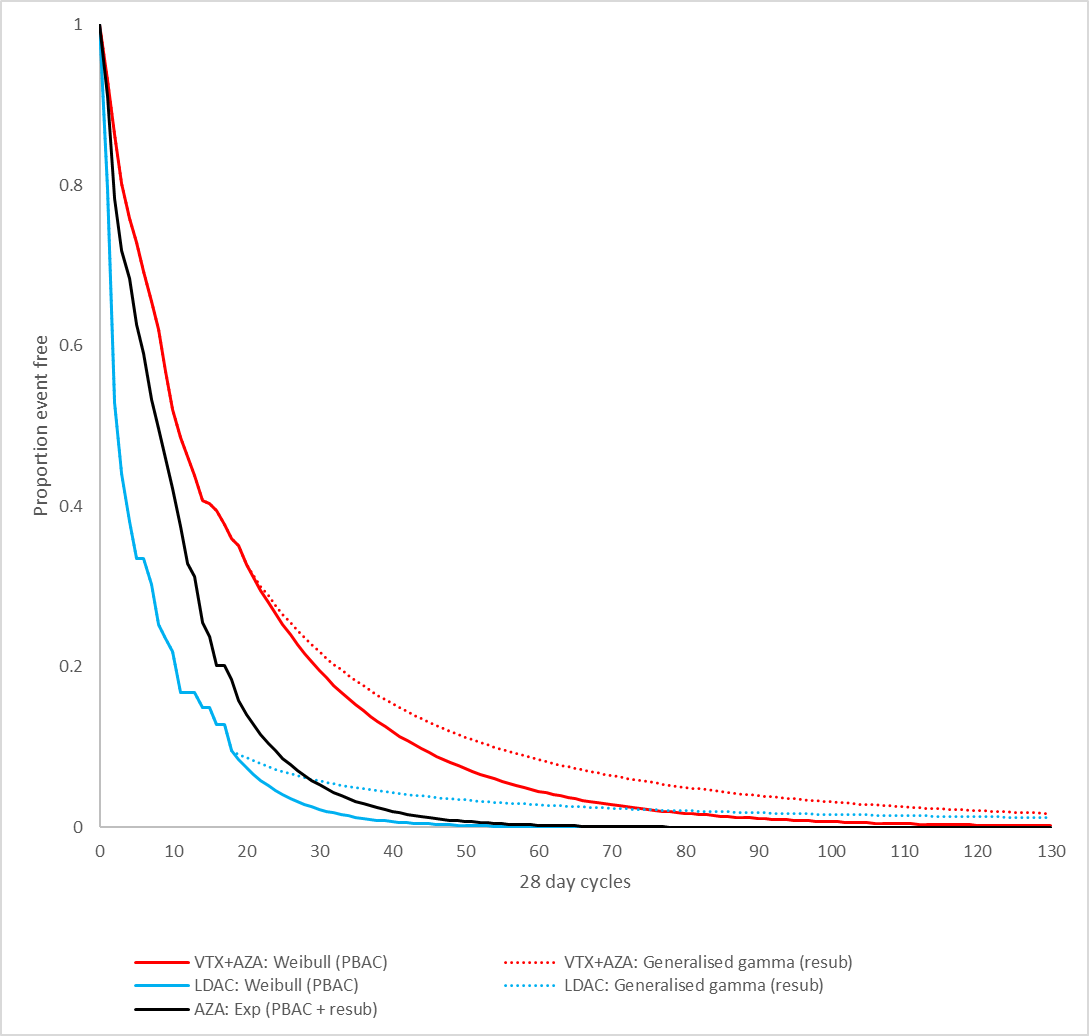 1
0.8
0.6
0.4
0.2
0
Proportion event free
0 10 20 30 40 50 60 70 80 90 100 110 120 130
28 day cycles
VTX+AZA: Weibull (PBAC) VTX+AZA: Generalised gamma (resub)
LDAC: Weibull (PBAC) LDAC: Generalised gamma (resub)
AZA: Exp (PBAC + resub)